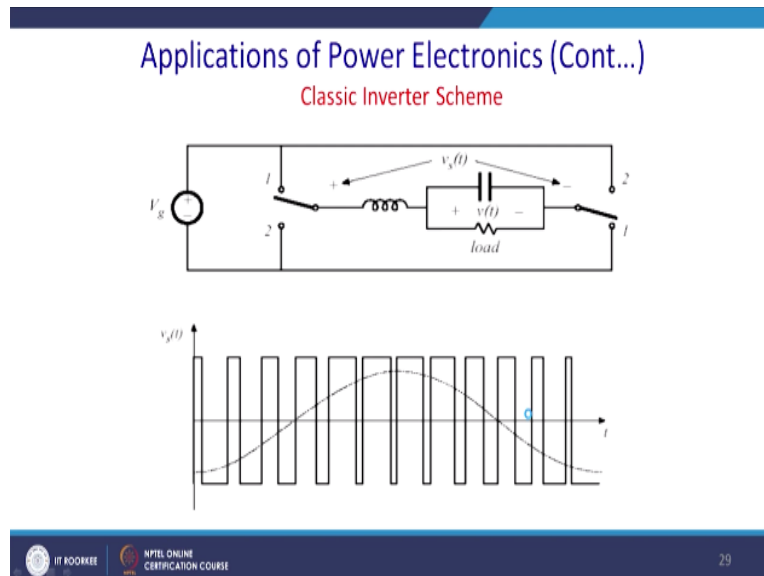 Applications of Power Electronics (Cont...)
Classic Inverter Scheme
1 + vs(t) − 2
Vg + −
2 + v(t) − 1
load
vs(t)
t
IIT ROORKEE NPTEL ONLINE
CERTIFICATION COURSE 29